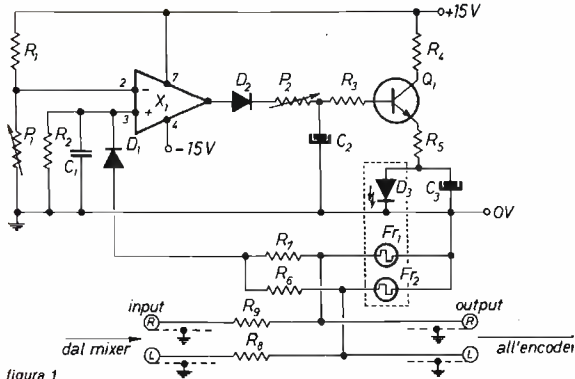 +15V
R1
R4
D2
P2
R3
Q1
2
-
7
X1
3
+
4
P1
R2
C1
D1
-15V
C2
R5
D3
C3
0V
R7
Fr1
R6
Fr2
input
R9
output
R
R
dal mixer
R8
all'encoder
L
L
figura 1